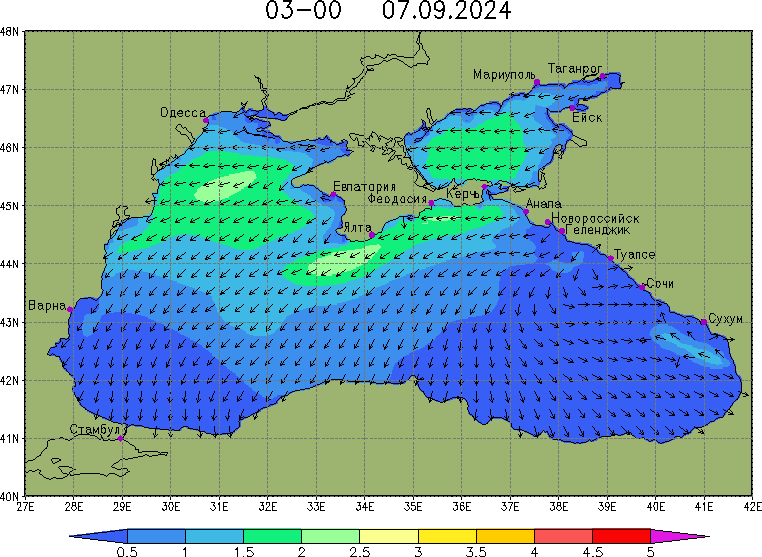 03-00 07.09.2024
48N
47N
46N
45N
44N
43N
42N
41N
40N
Мариуполь
Таганрог
Ейск
Одесса
Евпатория
Феодосия
Керчь
Анапа
Новороссийск
Геленджик
Ялта
Туапсе
Сочи
Варна
Сухум
Стамбул
27E 28E 29E 30E 31E 32E 33E 34E 35E 36E 37E 38E 39E 40E 41E 42E
0.5 1 1.5 2 2.5 3 3.5 4 4.5 5